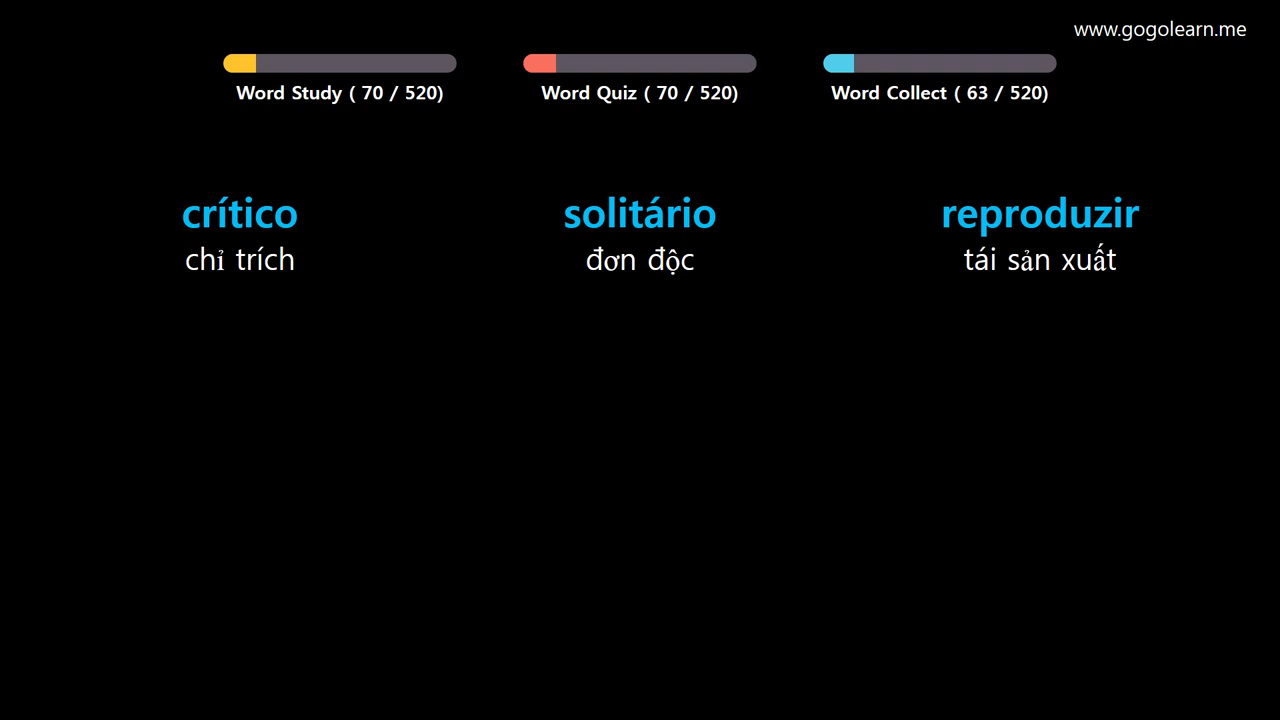 www.gogolearn.me
Word Study ( 70 / 520)
Word Quiz ( 70 / 520)
Word Collect ( 63 / 520)
crítico
chỉ trích
solitário
đơn độc
reproduzir
tái sản xuất